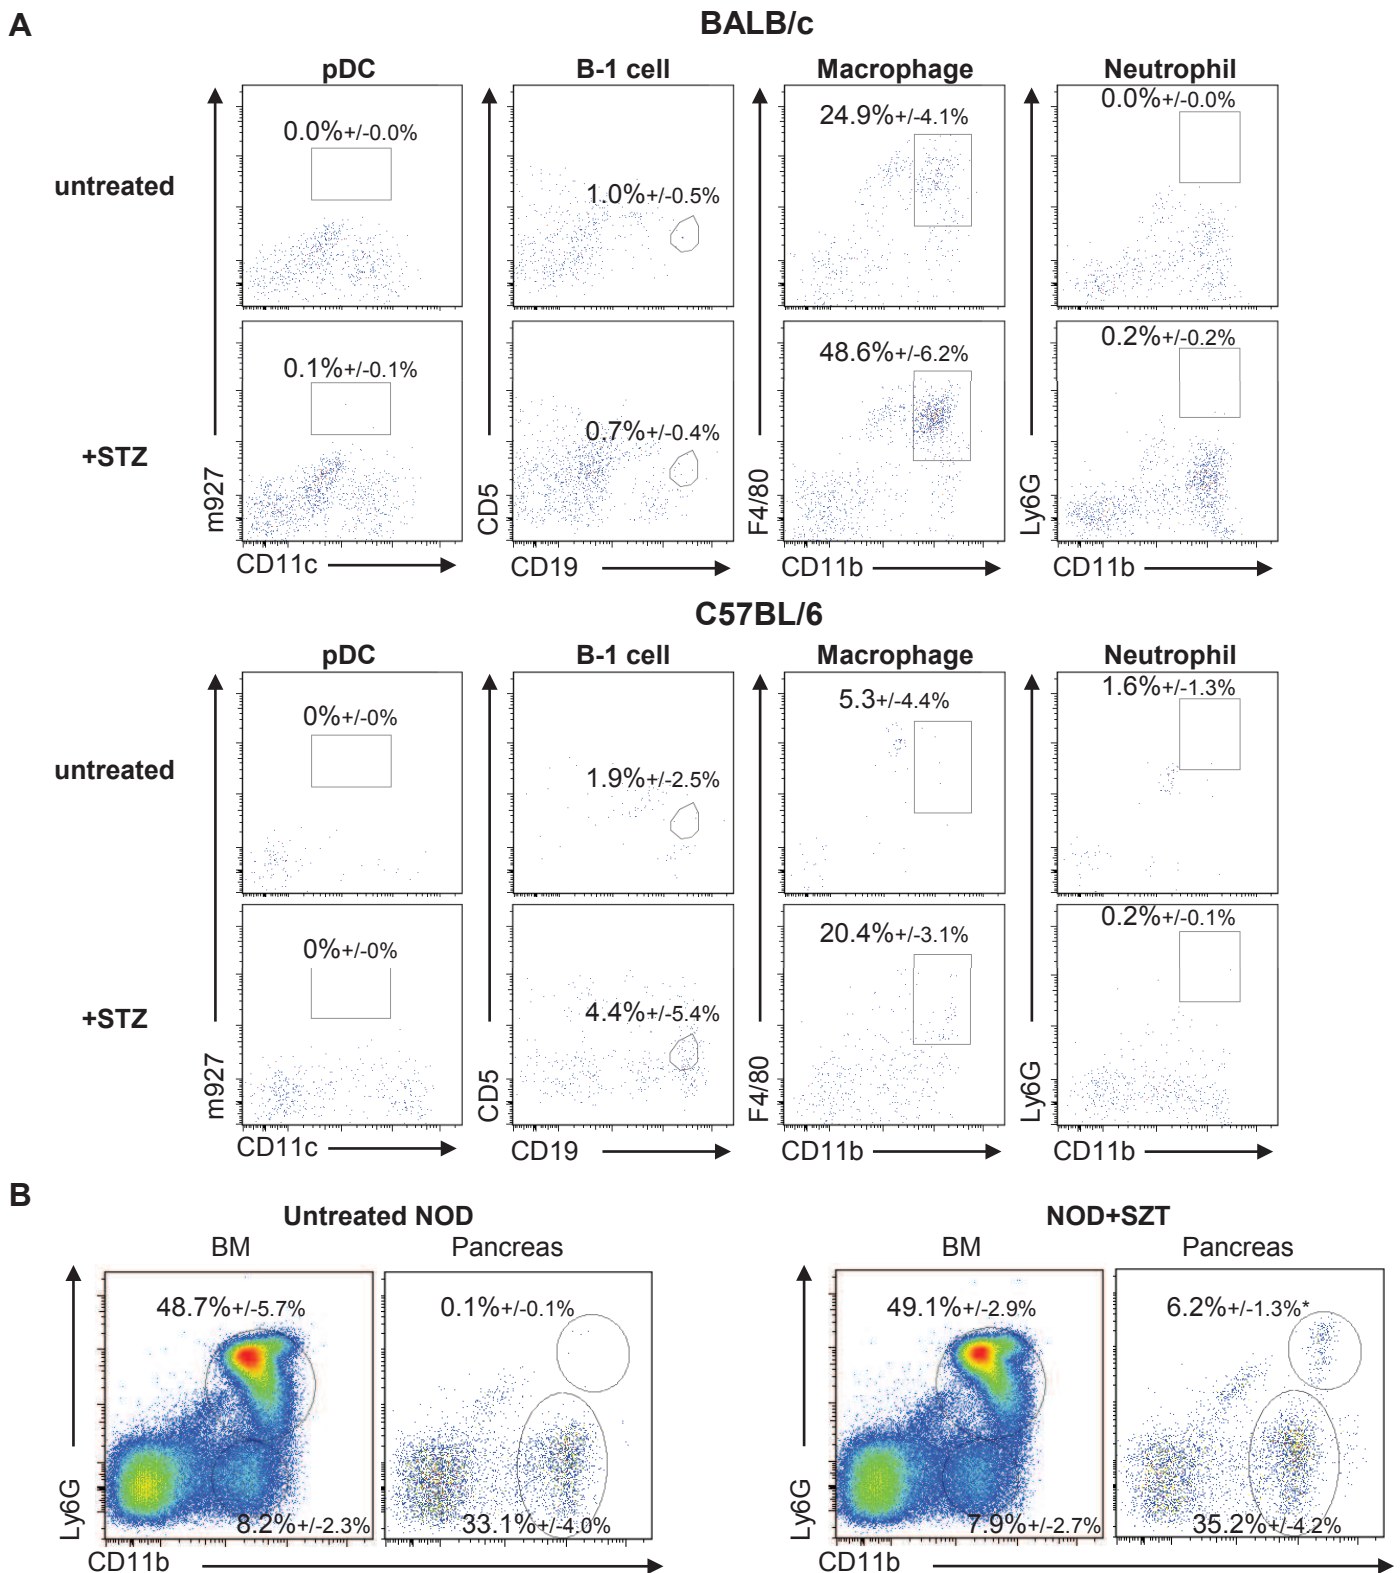 A
BALB/c
pDC
B-1 cell
Macrophage
Neutrophil
untreated
0.0%+/-0.0%
1.0%+/-0.5%
24.9%+/-4.1%
0.0%+/-0.0%
+STZ
0.1%+/-0.1%
0.7%+/-0.4%
48.6%+/-6.2%
0.2%+/-0.2%
m927
CD5
F4/80
Ly6G
CD11c
CD19
CD11b
CD11b
C57BL/6
pDC
B-1 cell
Macrophage
Neutrophil
untreated
0%+/-0%
1.9%+/-2.5%
5.3+/-4.4%
1.6%+/-1.3%
+STZ
0%+/-0%
4.4%+/-5.4%
20.4%+/-3.1%
0.2%+/-0.1%
m927
CD5
F4/80
Ly6G
CD11c
CD19
CD11b
CD11b
B
Untreated NOD
NOD+SZT
BM
Pancreas
BM
Pancreas
48.7%+/-5.7%
0.1%+/-0.1%
49.1%+/-2.9%
6.2%+/-1.3%*
Ly6G
Ly6G
8.2%+/-2.3%
33.1%+/-4.0%
7.9%+/-2.7%
35.2%+/-4.2%
CD11b
CD11b